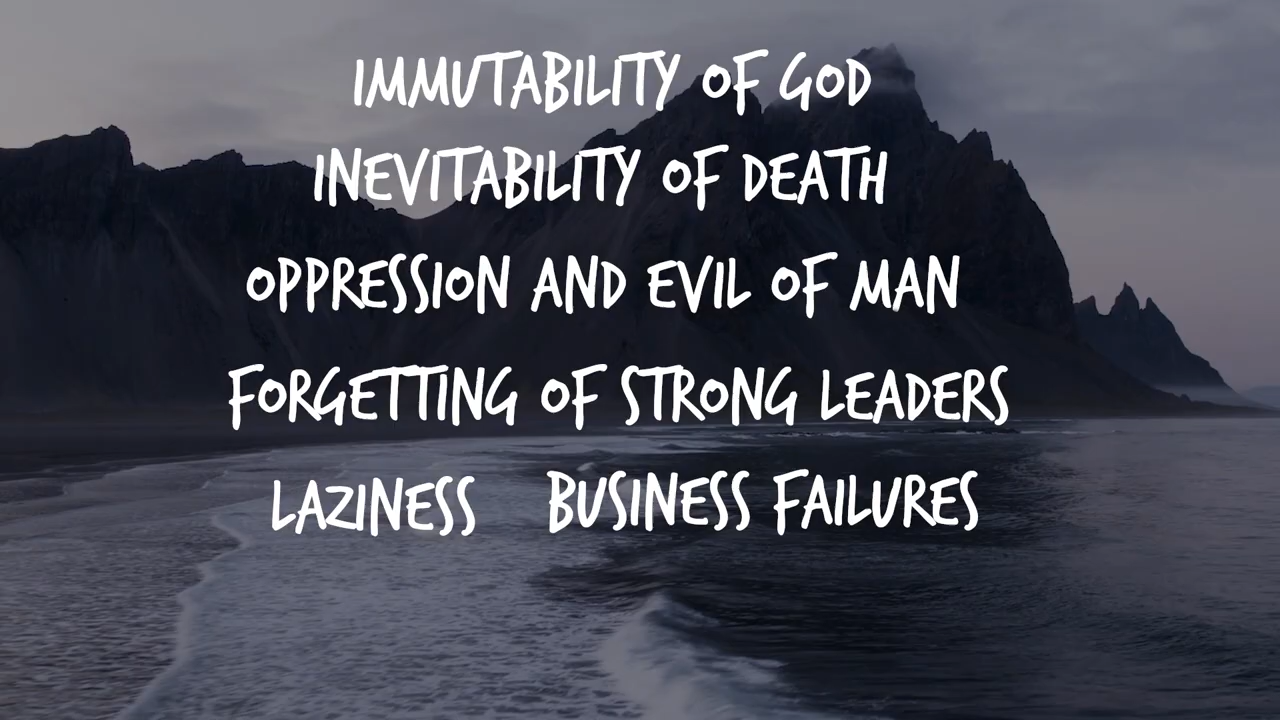 IMMUTABILITY OF GOD
INEVITABILITY OF DEATH
OPPRESSION AND EVIL OF MAN
FORGETTING OF STRONG LEADERS
LAZINESS BUSINESS FAILURES